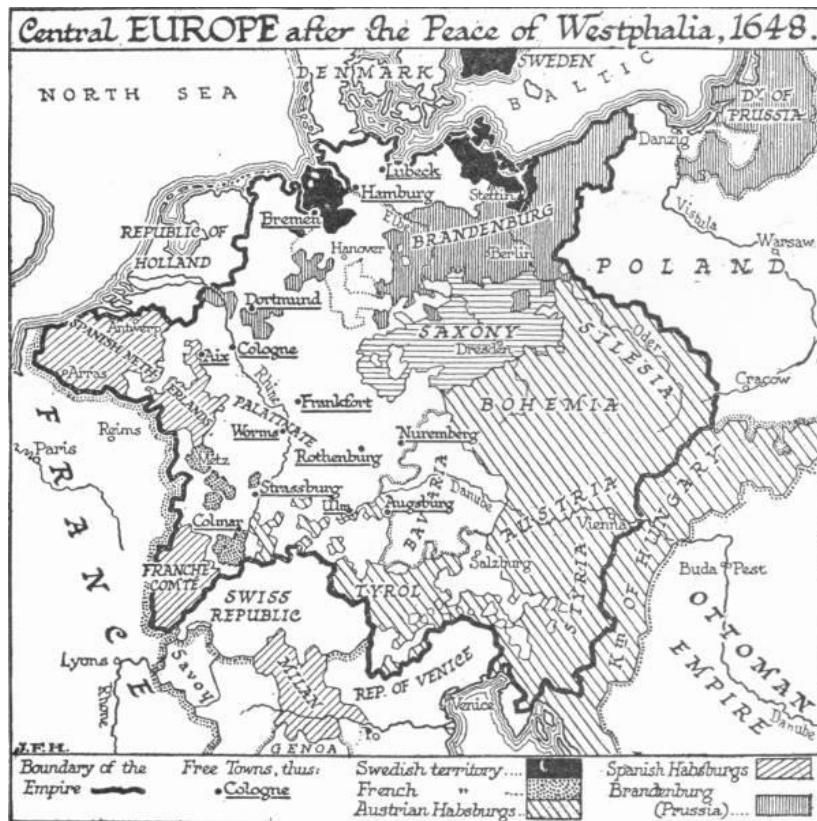 Central EUROPE after the Peace of Westphalia, 1648.
NORTH SEA
DENMARK
SWEDEN
BALTIC
Dy. OF
PRUSSIA
Danzig
Lübeck
Hamburg
Stettin
Bremen
Elbe
BRANDENBURG
Vistula
REPUBLIC OF
HOLLAND
Hanover
Berlin
Warsaw
POLAND
Dortmund
Antwerp
SPANISH NETHERLANDS
SAXONY
Oder
SILESIA
Aix
Cologne
Dresden
Arras
Rhine
Cracow
Frankfort
BOHEMIA
PALATINATE
FRANCE
Reims
Worms
Nuremberg
Paris
Rothenburg
Metz
Strassburg
Ulm
Augsburg
BAVARIA
Danube
AUSTRIA
Vienna
Colmar
Salzburg
Buda
Pest
FRANCHE
COMTÉ
TYROL
STYRIA
Km OF HUNGARY
SWISS
REPUBLIC
OTTOMAN
EMPIRE
Lyons
Savoy
MILAN
REP. OF VENICE
Venice
Rhone
Po
GENOA
Danube
J.F.H.
Boundary of the
Empire
Free Towns, thus:
Cologne
Swedish territory....
French " ....
Austrian Habsburgs..
Spanish Habsburgs
Brandenburg
(Prussia)....